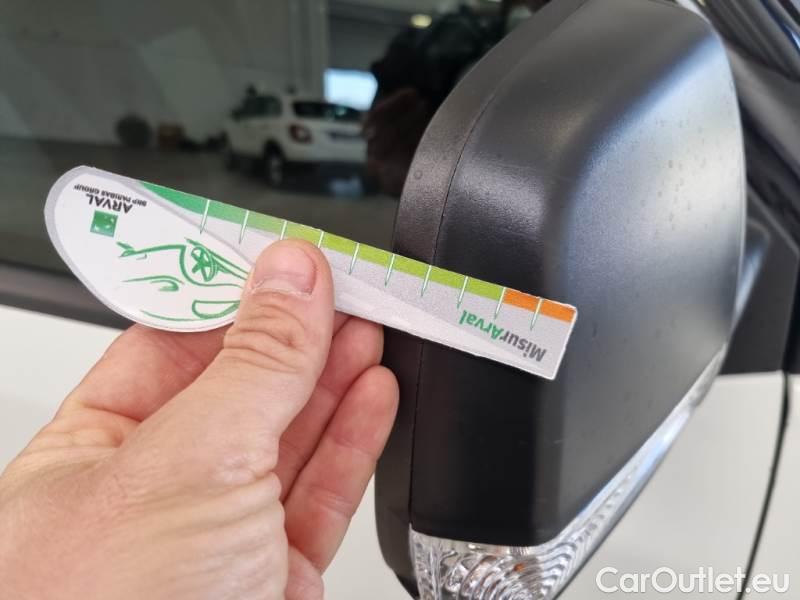 ARVAL
BNP PARIBAS GROUP
MisurArval
CarOutlet.eu